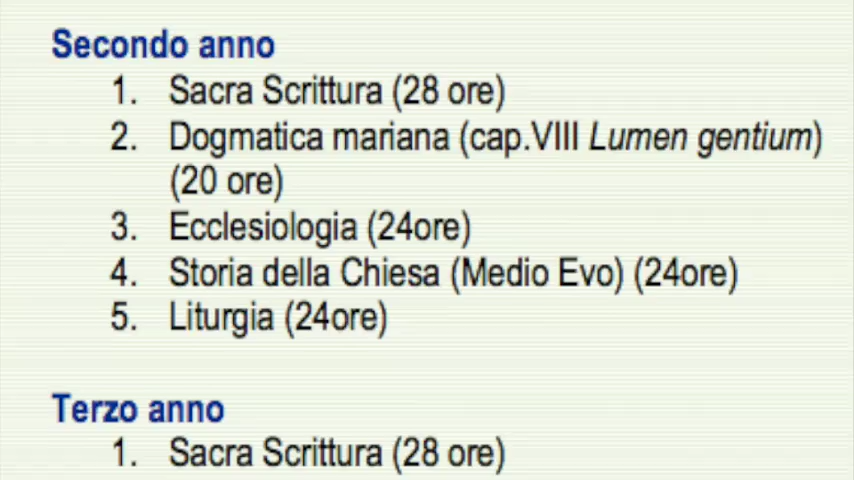 Secondo anno
1. Sacra Scrittura (28 ore)
2. Dogmatica mariana (cap.VIII Lumen gentium)
(20 ore)
3. Ecclesiologia (24ore)
4. Storia della Chiesa (Medio Evo) (24ore)
5. Liturgia (24ore)
Terzo anno
1. Sacra Scrittura (28 ore)